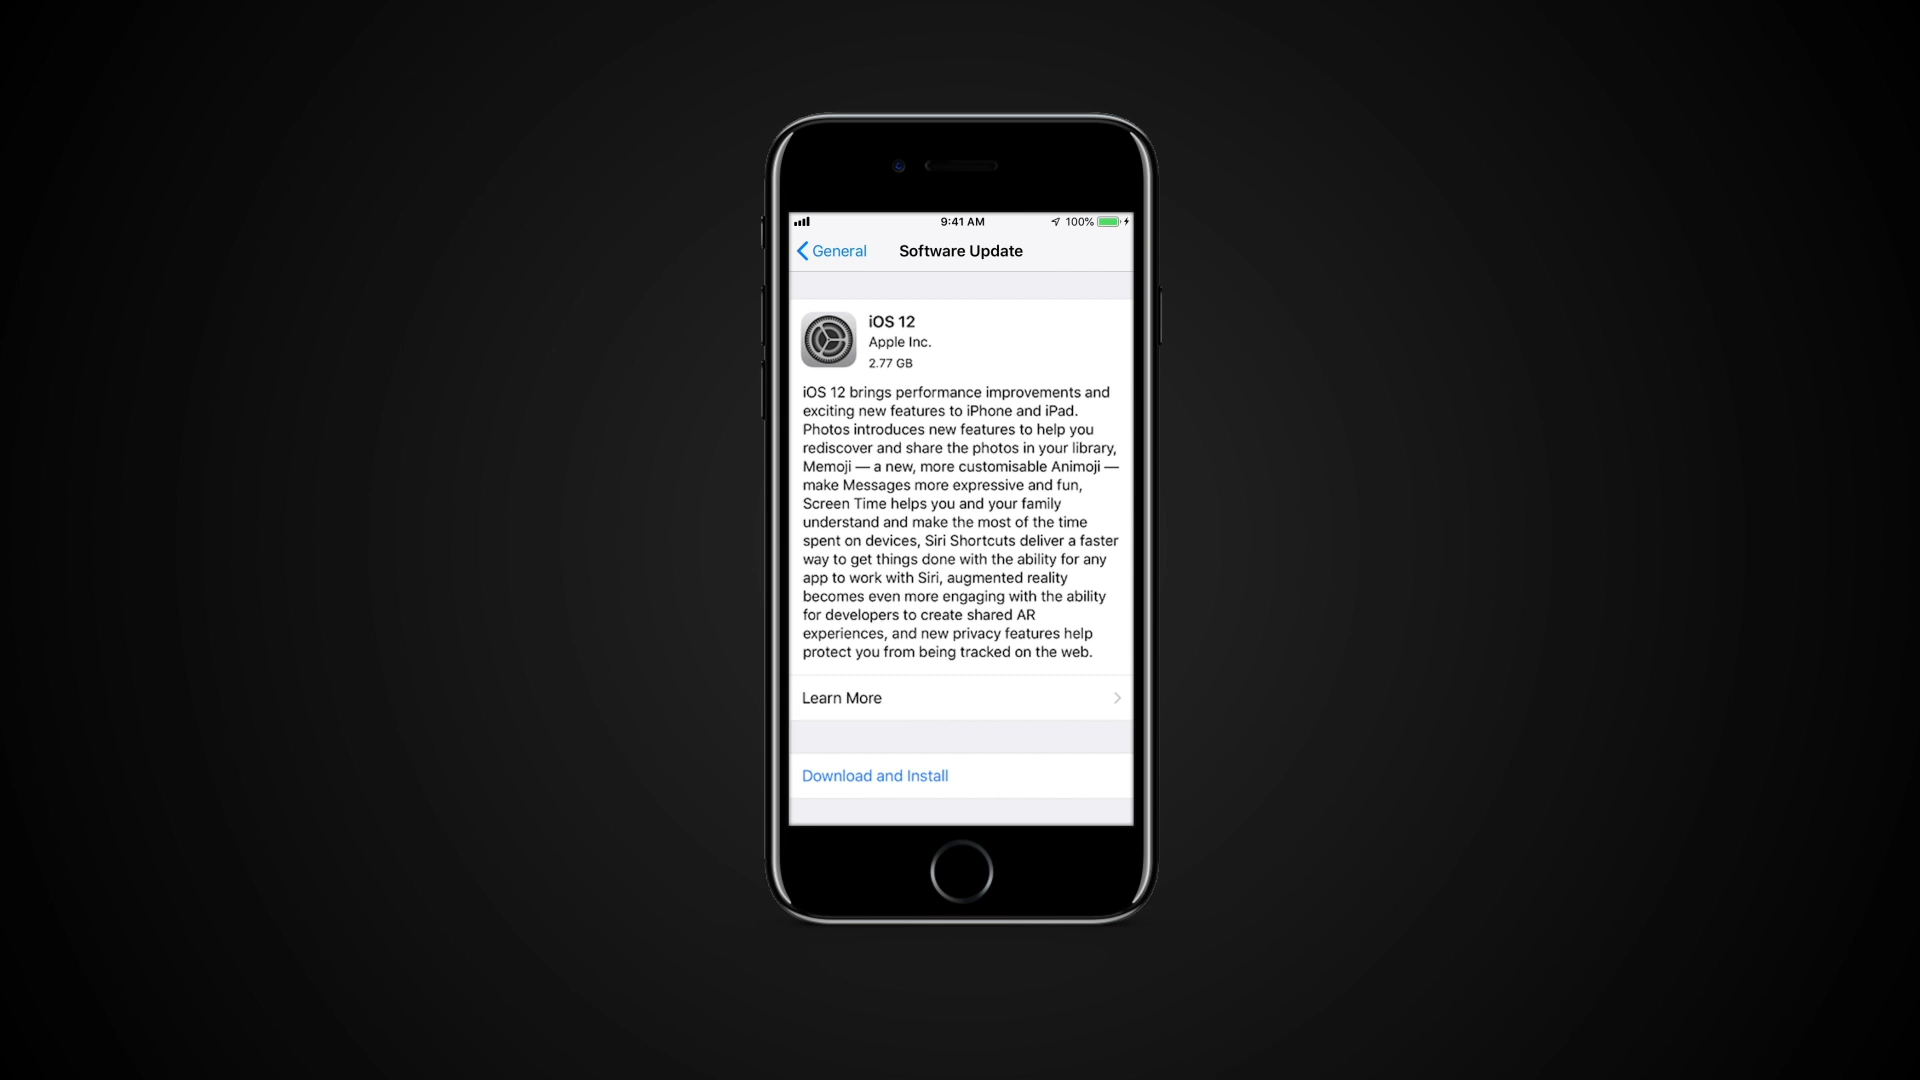 9:41 AM
100%
General
Software Update
iOS 12
Apple Inc.
2.77 GB
iOS 12 brings performance improvements and
exciting new features to iPhone and iPad.
Photos introduces new features to help you
rediscover and share the photos in your library,
Memoji — a new, more customisable Animoji —
make Messages more expressive and fun,
Screen Time helps you and your family
understand and make the most of the time
spent on devices, Siri Shortcuts deliver a faster
way to get things done with the ability for any
app to work with Siri, augmented reality
becomes even more engaging with the ability
for developers to create shared AR
experiences, and new privacy features help
protect you from being tracked on the web.
Learn More
Download and Install